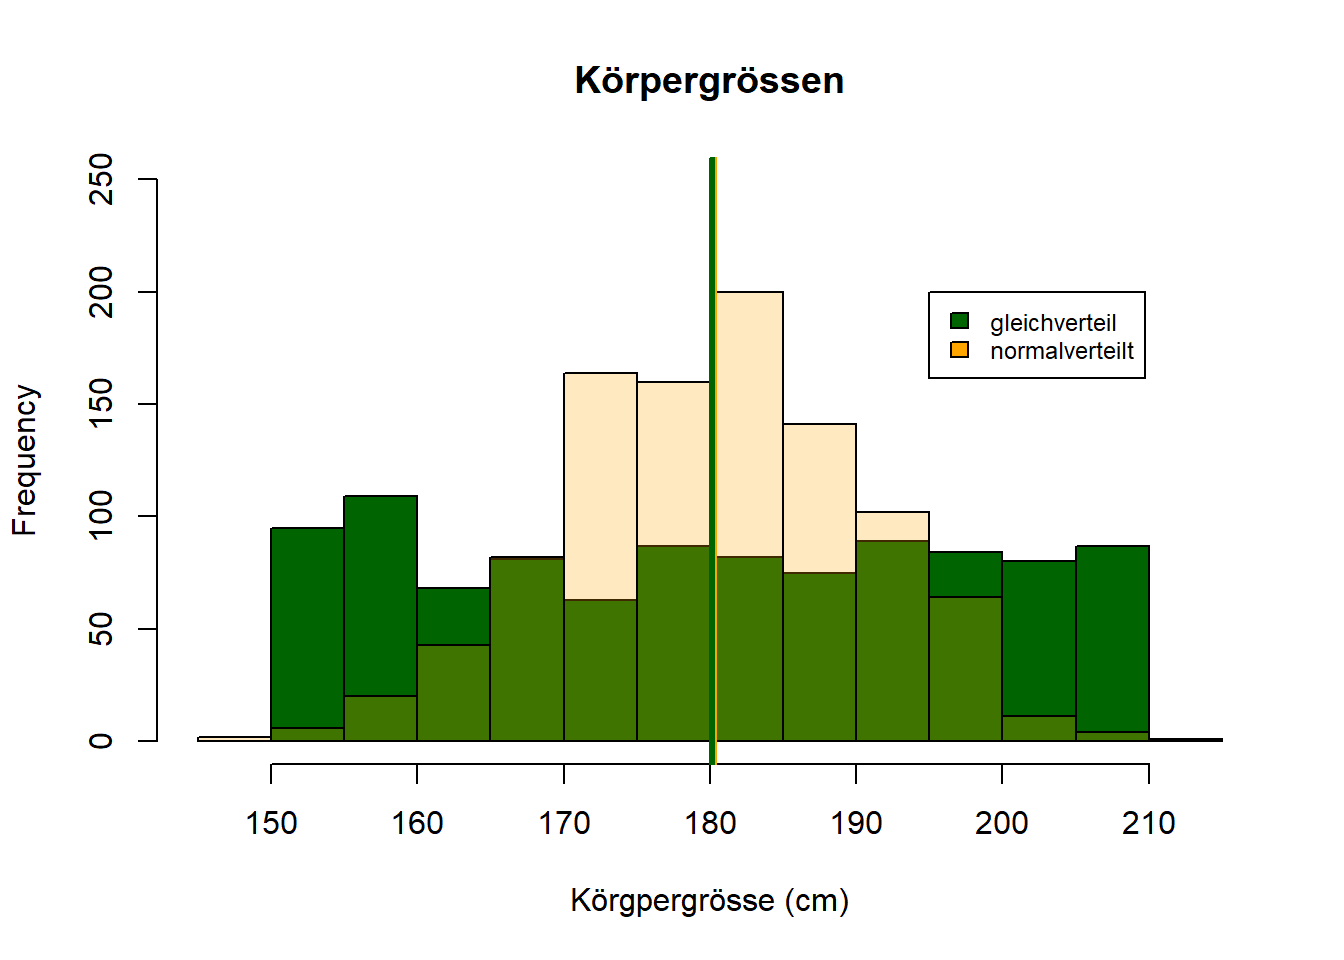 Körpergrössen
250
200
150
100
50
0
Frequency
gleichverteil
normalverteilt
150 160 170 180 190 200 210
Körgpergrösse (cm)